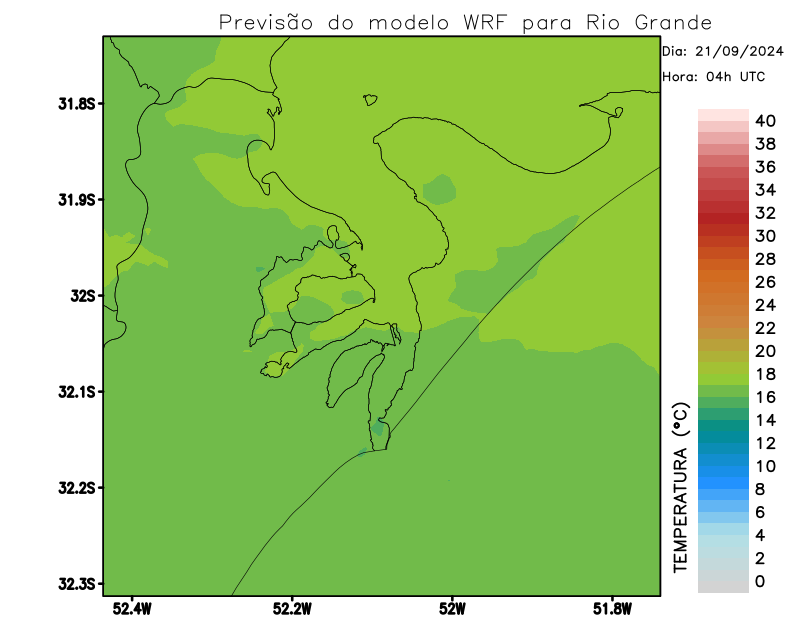 Previsão do modelo WRF para Rio Grande
Dia: 21/09/2024
Hora: 04h UTC
31.8S
31.9S
32S
32.1S
32.2S
32.3S
52.4W
52.2W
52W
51.8W
TEMPERATURA (°C)
40
38
36
34
32
30
28
26
24
22
20
18
16
14
12
10
8
6
4
2
0